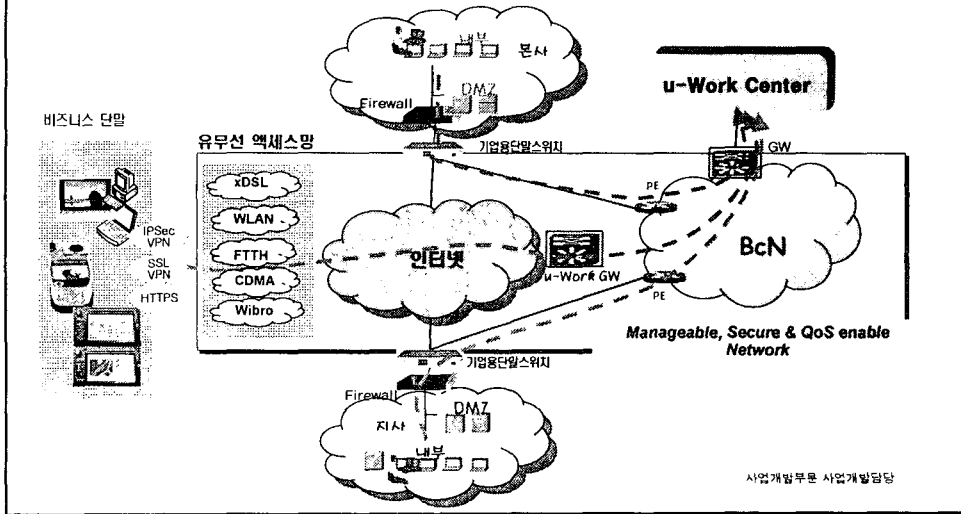 내부
본사
DMZ
Firewall
u-Work Center
비즈니스 단말
유무선 액세스망
기업용단말스위치
GW
xDSL
PE
WLAN
IPSec
VPN
FTTH
인터넷
BcN
SSL
VPN
CDMA
u-Work GW
HTTPS
PE
Wibro
Manageable, Secure & QoS enable
Network
기업용단말스위치
Firewall
DMZ
지사
내부
사업개발부문 사업개발담당